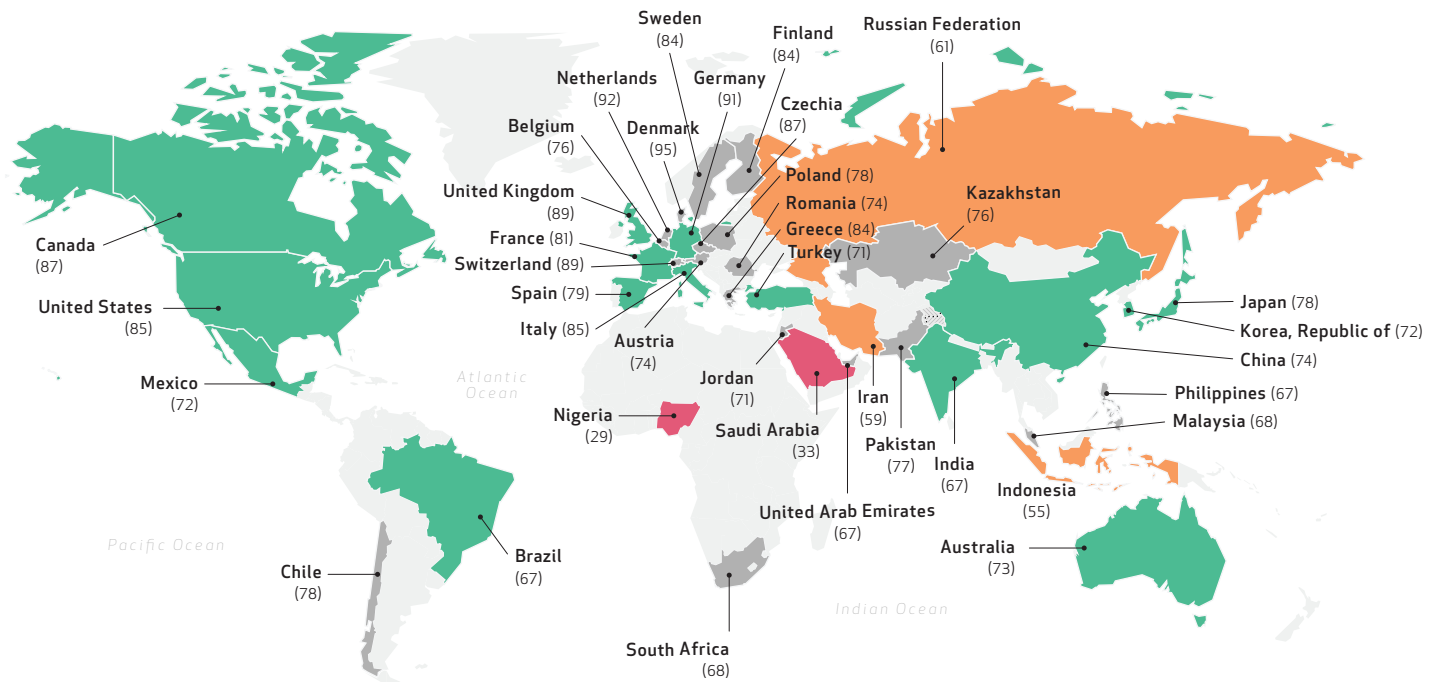 Sweden
(84)
Finland
(84)
Russian Federation
(61)
Netherlands
(92)
Germany
(91)
Czechia
(87)
Belgium
(76)
Denmark
(95)
Poland (78)
United Kingdom
(89)
Romania (74)
Kazakhstan
(76)
Greece (84)
France (81)
Turkey (71)
Canada
(87)
Switzerland (89)
Spain (79)
United States
(85)
Italy (85)
Japan (78)
Korea, Republic of (72)
Austria
(74)
China (74)
Mexico
(72)
Atlantic
Ocean
Jordan
(71)
Philippines (67)
Iran
(59)
Nigeria
(29)
Saudi Arabia
(33)
Malaysia (68)
Pakistan
(77)
India
(67)
Indonesia
(55)
United Arab Emirates
(67)
Pacific Ocean
Brazil
(67)
Australia
(73)
Chile
(78)
Indian Ocean
South Africa
(68)